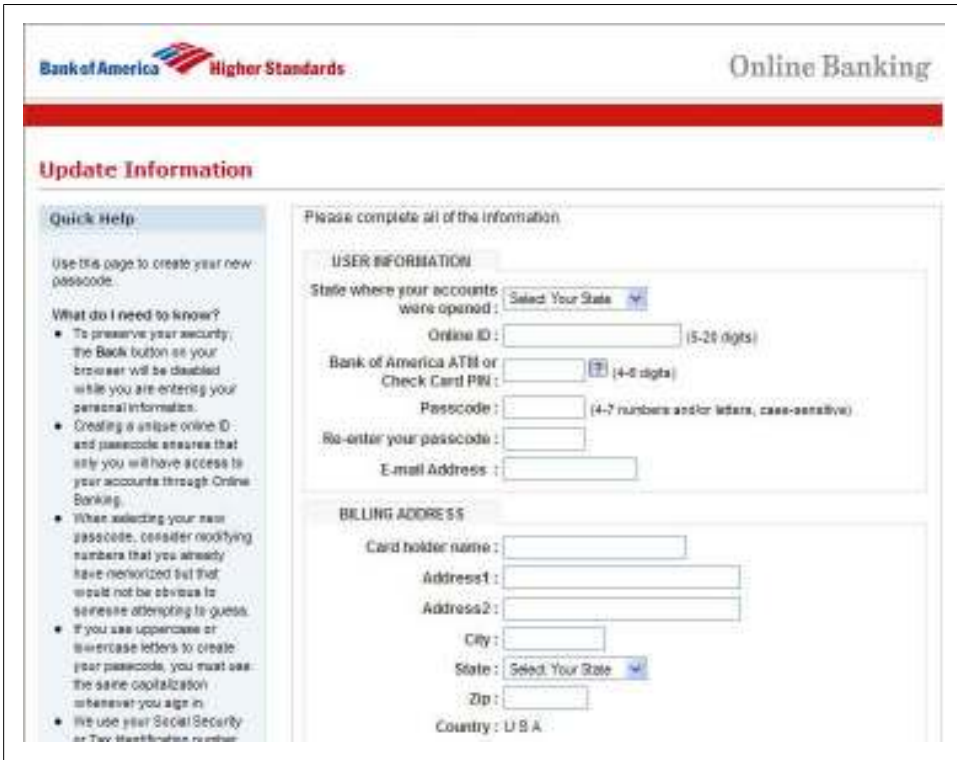 Bank of America Higher Standards
Online Banking
Update Information
Quick Help
Use this page to create your new
passcode.
What do I need to know?
To preserve your security,
the Back button on your
browser will be disabled
while you are entering your
personal information.
Creating a unique online ID
and passcode ensures that
only you will have access to
your accounts through Online
Banking.
When selecting your new
passcode, consider modifying
numbers that you already
have memorized but that
would not be obvious to
someone attempting to guess.
If you use uppercase or
lowercase letters to create
your passcode, you must use
the same capitalization
whenever you sign in
We use your Social Security
or Tax Identification number
Please complete all of the information
USER INFORMATION
State where your accounts
were opened : Select Your State
Online ID : (5-20 digits)
Bank of America ATM or
Check Card PIN : ? (4-6 digits)
Passcode : (4-7 numbers and/or letters, case-sensitive)
Re-enter your passcode :
E-mail Address :
BILLING ADDRESS
Card holder name :
Address1 :
Address2 :
City :
State : Select Your State
Zip :
Country : U S A